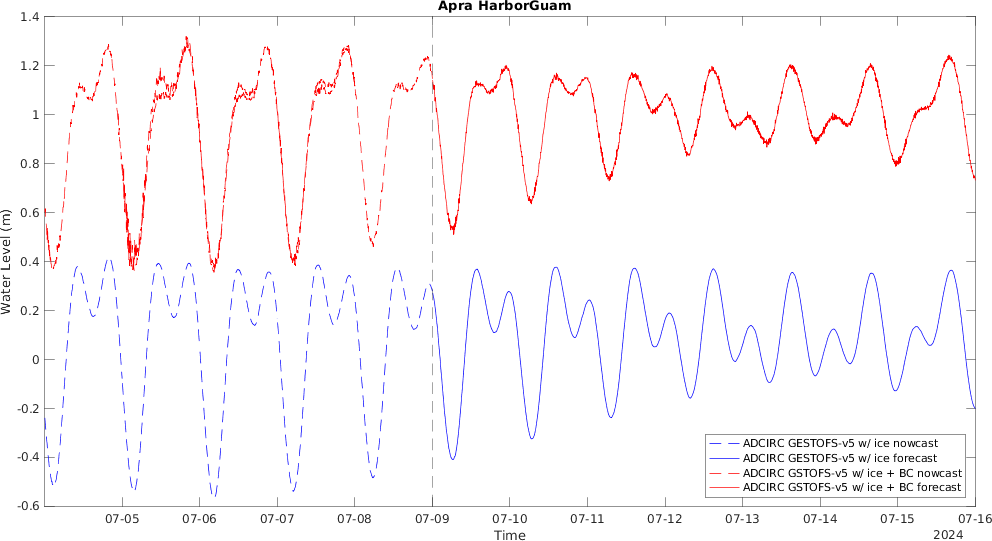 Apra HarborGuam
1.4
1.2
1
0.8
0.6
0.4
0.2
0
-0.2
-0.4
-0.6
Water Level (m)
ADCIRC GESTOFS-v5 w/ ice nowcast
ADCIRC GESTOFS-v5 w/ ice forecast
ADCIRC GSTOFS-v5 w/ ice + BC nowcast
ADCIRC GSTOFS-v5 w/ ice + BC forecast
07-05 07-06 07-07 07-08 07-09 07-10 07-11 07-12 07-13 07-14 07-15 07-16
Time
2024